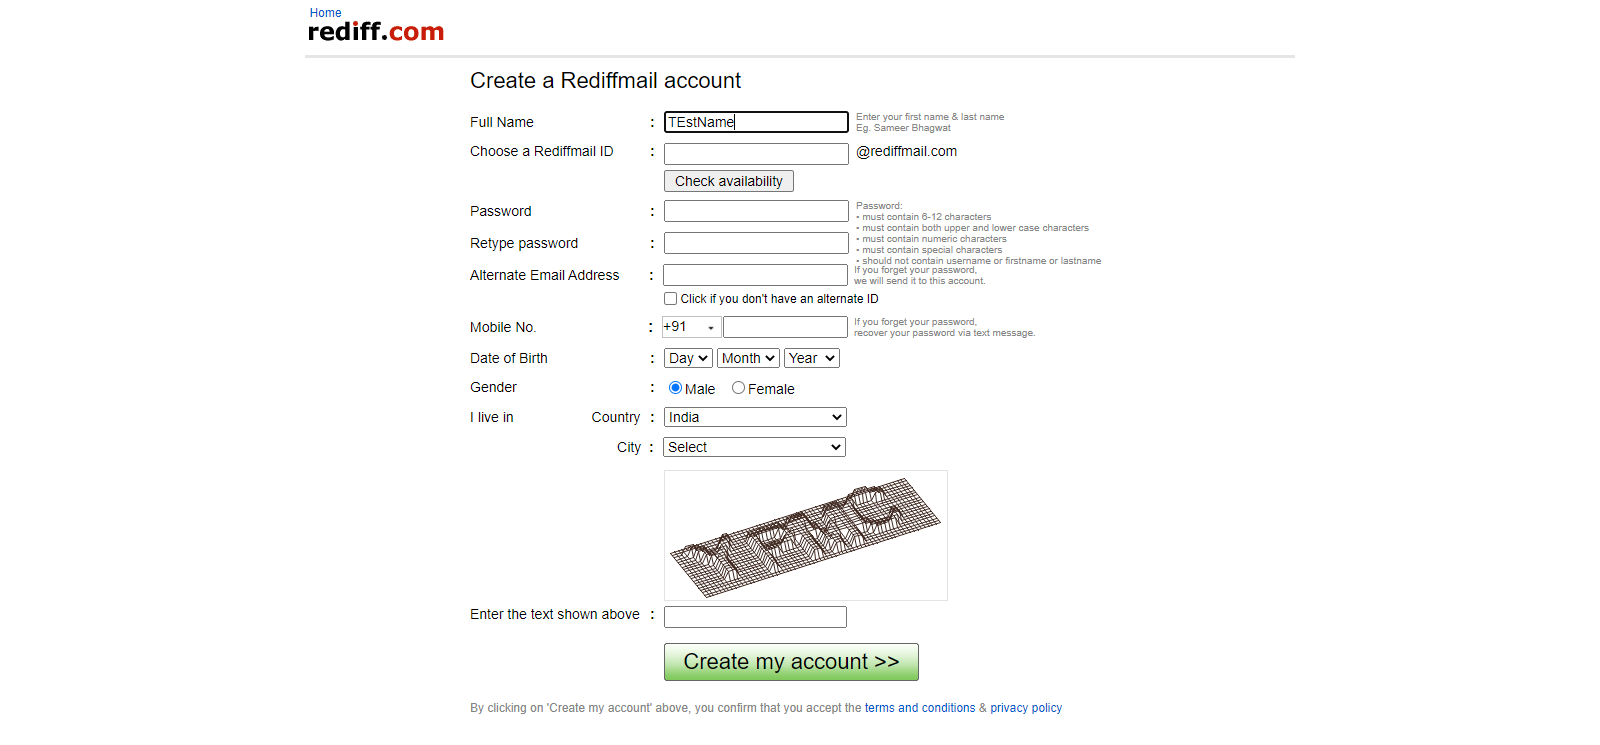 Home
rediff.com
Create a Rediffmail account
Full Name : TEstName Enter your first name & last name
Eg. Sameer Bhagwat
Choose a Rediffmail ID : @rediffmail.com
Check availability
Password : Password:
• must contain 6-12 characters
• must contain both upper and lower case characters
Retype password : • must contain numeric characters
• must contain special characters
• should not contain username or firstname or lastname
Alternate Email Address : If you forget your password,
we will send it to this account.
Click if you don't have an alternate ID
Mobile No. : +91 If you forget your password,
recover your password via text message.
Date of Birth : Day Month Year
Gender : Male Female
I live in Country : India
City : Select
YPMC
Enter the text shown above :
Create my account >>
By clicking on 'Create my account' above, you confirm that you accept the terms and conditions & privacy policy